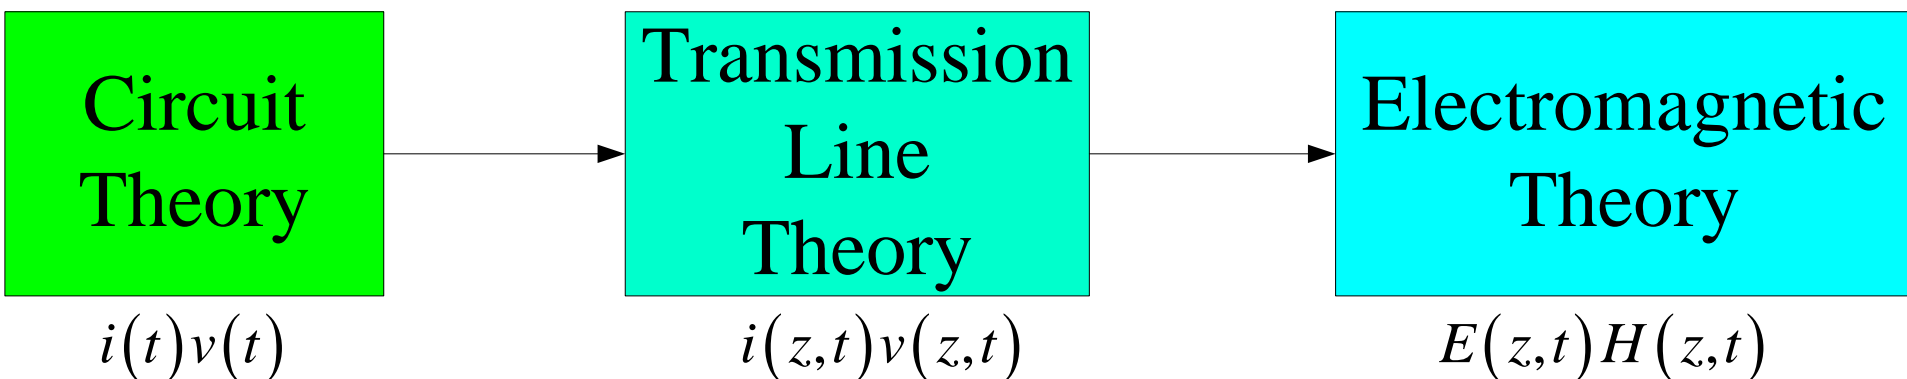 Circuit
Theory
Transmission
Line
Theory
Electromagnetic
Theory
i(t)v(t)
i(z,t)v(z,t)
E(z,t)H(z,t)